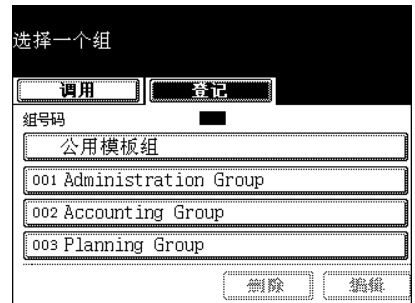 选择一个组
调用 登记
组号码
公用模板组
001 Administration Group
002 Accounting Group
003 Planning Group
删除 编辑